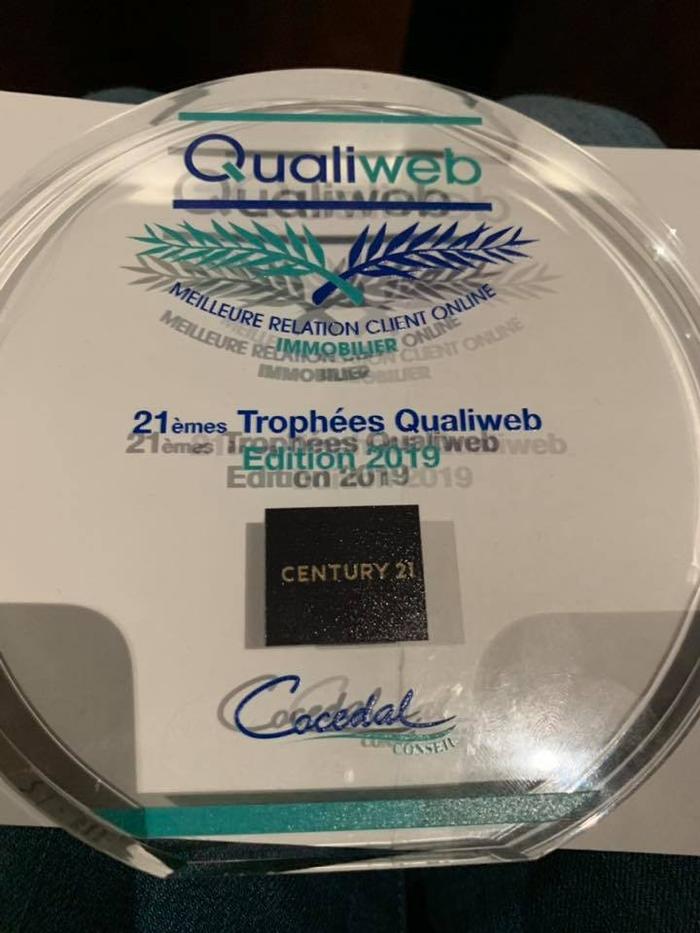 Qualiweb
MEILLEURE RELATION CLIENT ONLINE
IMMOBILIER
21èmes Trophées Qualiweb
Edition 2019
CENTURY 21
Cocedal
CONSEIL